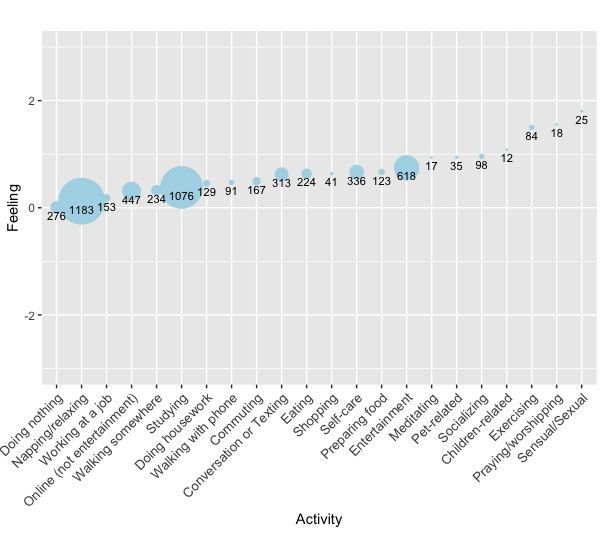 2
0
-2
Feeling
276
1183
153
447
234
1076
129
91
167
313
224
41
336
123
618
17
35
98
12
84
18
25
Doing nothing
Napping/relaxing
Working at a job
Online (not entertainment)
Walking somewhere
Studying
Doing housework
Walking with phone
Commuting
Conversation or Texting
Eating
Shopping
Self-care
Preparing food
Entertainment
Meditating
Pet-related
Socializing
Children-related
Exercising
Praying/worshipping
Sensual/Sexual
Activity